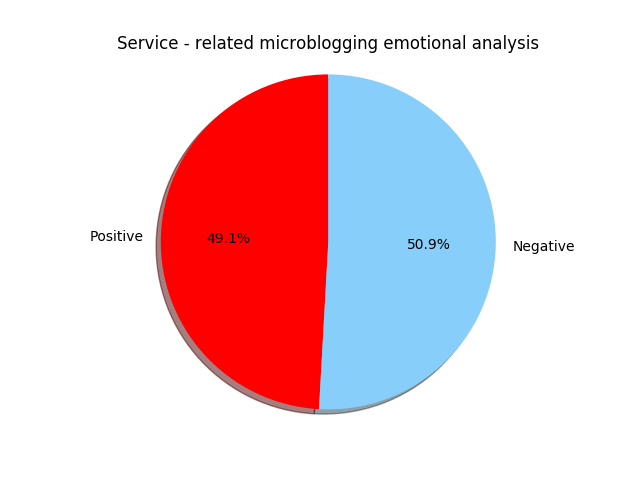 Service - related microblogging emotional analysis
Positive
49.1%
50.9%
Negative